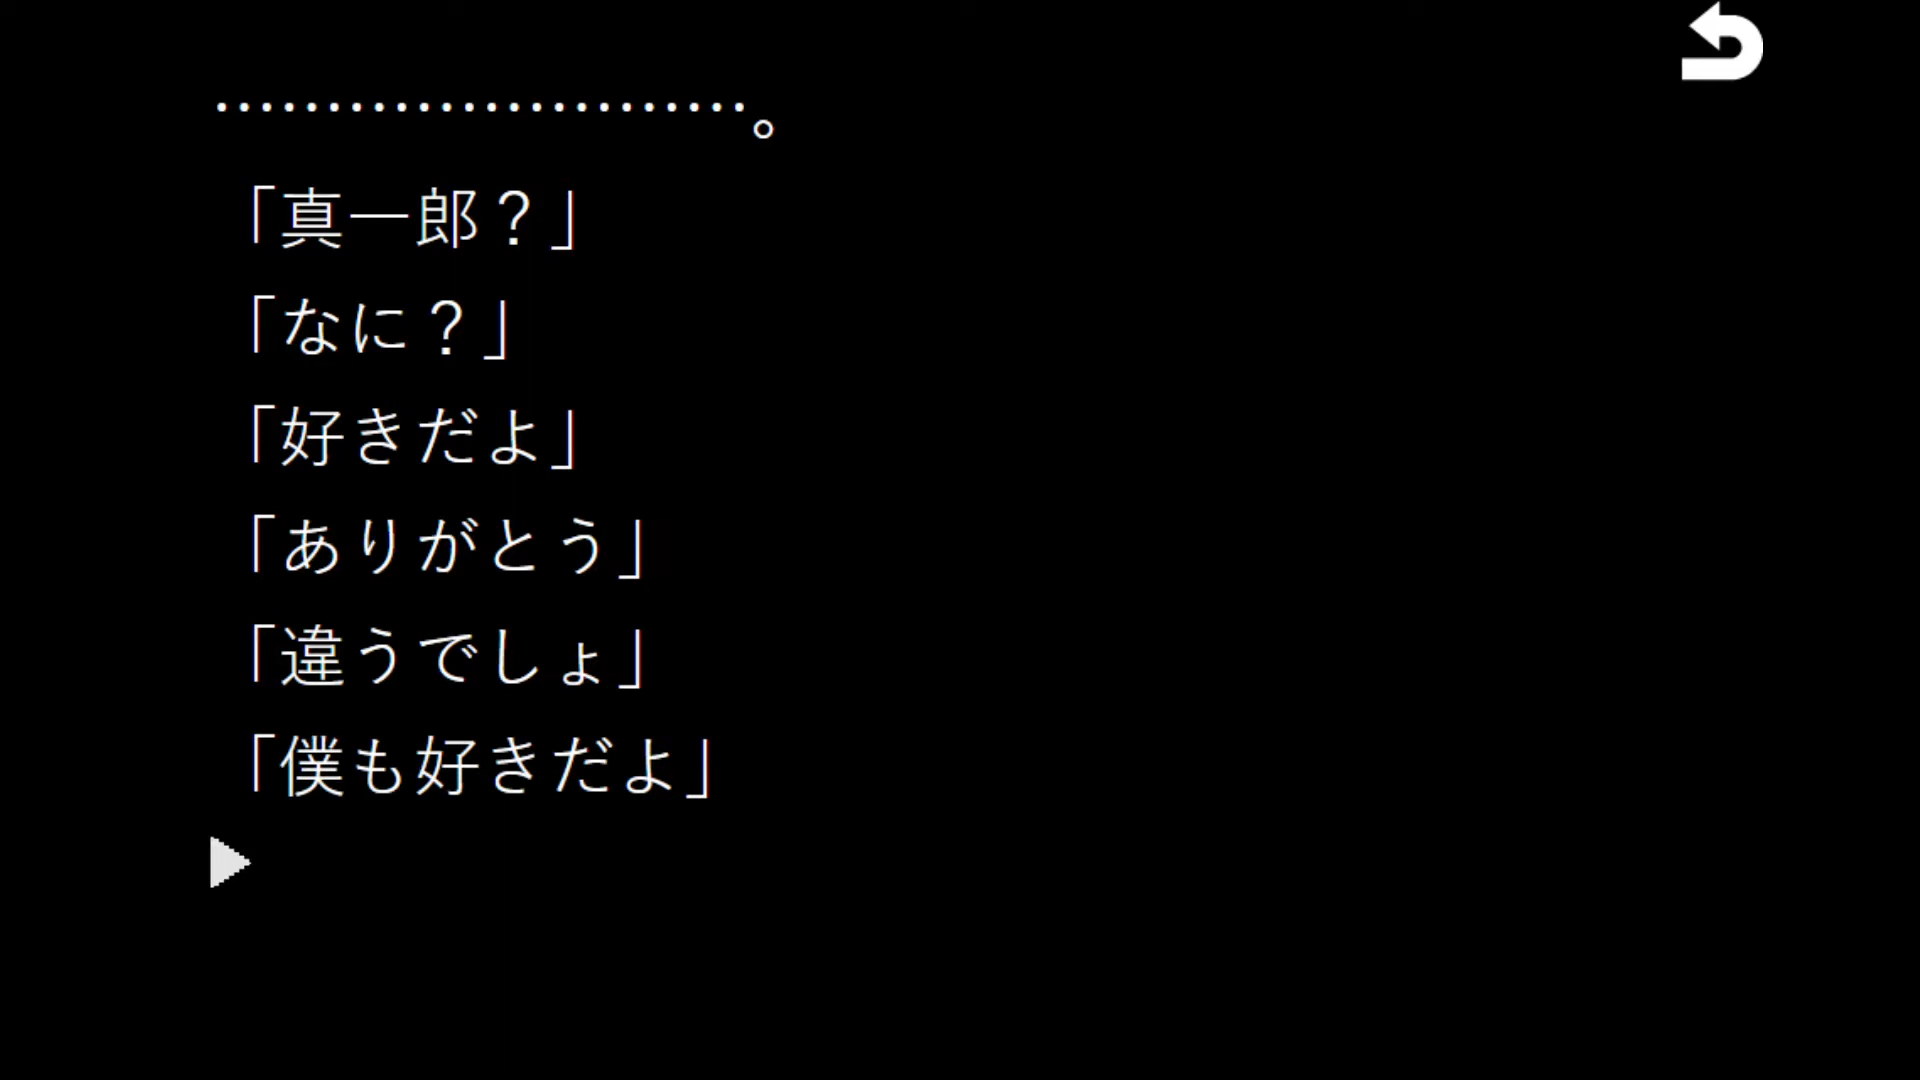 ……………………。
「真一郎？」
「なに？」
「好きだよ」
「ありがとう」
「違うでしょ」
「僕も好きだよ」